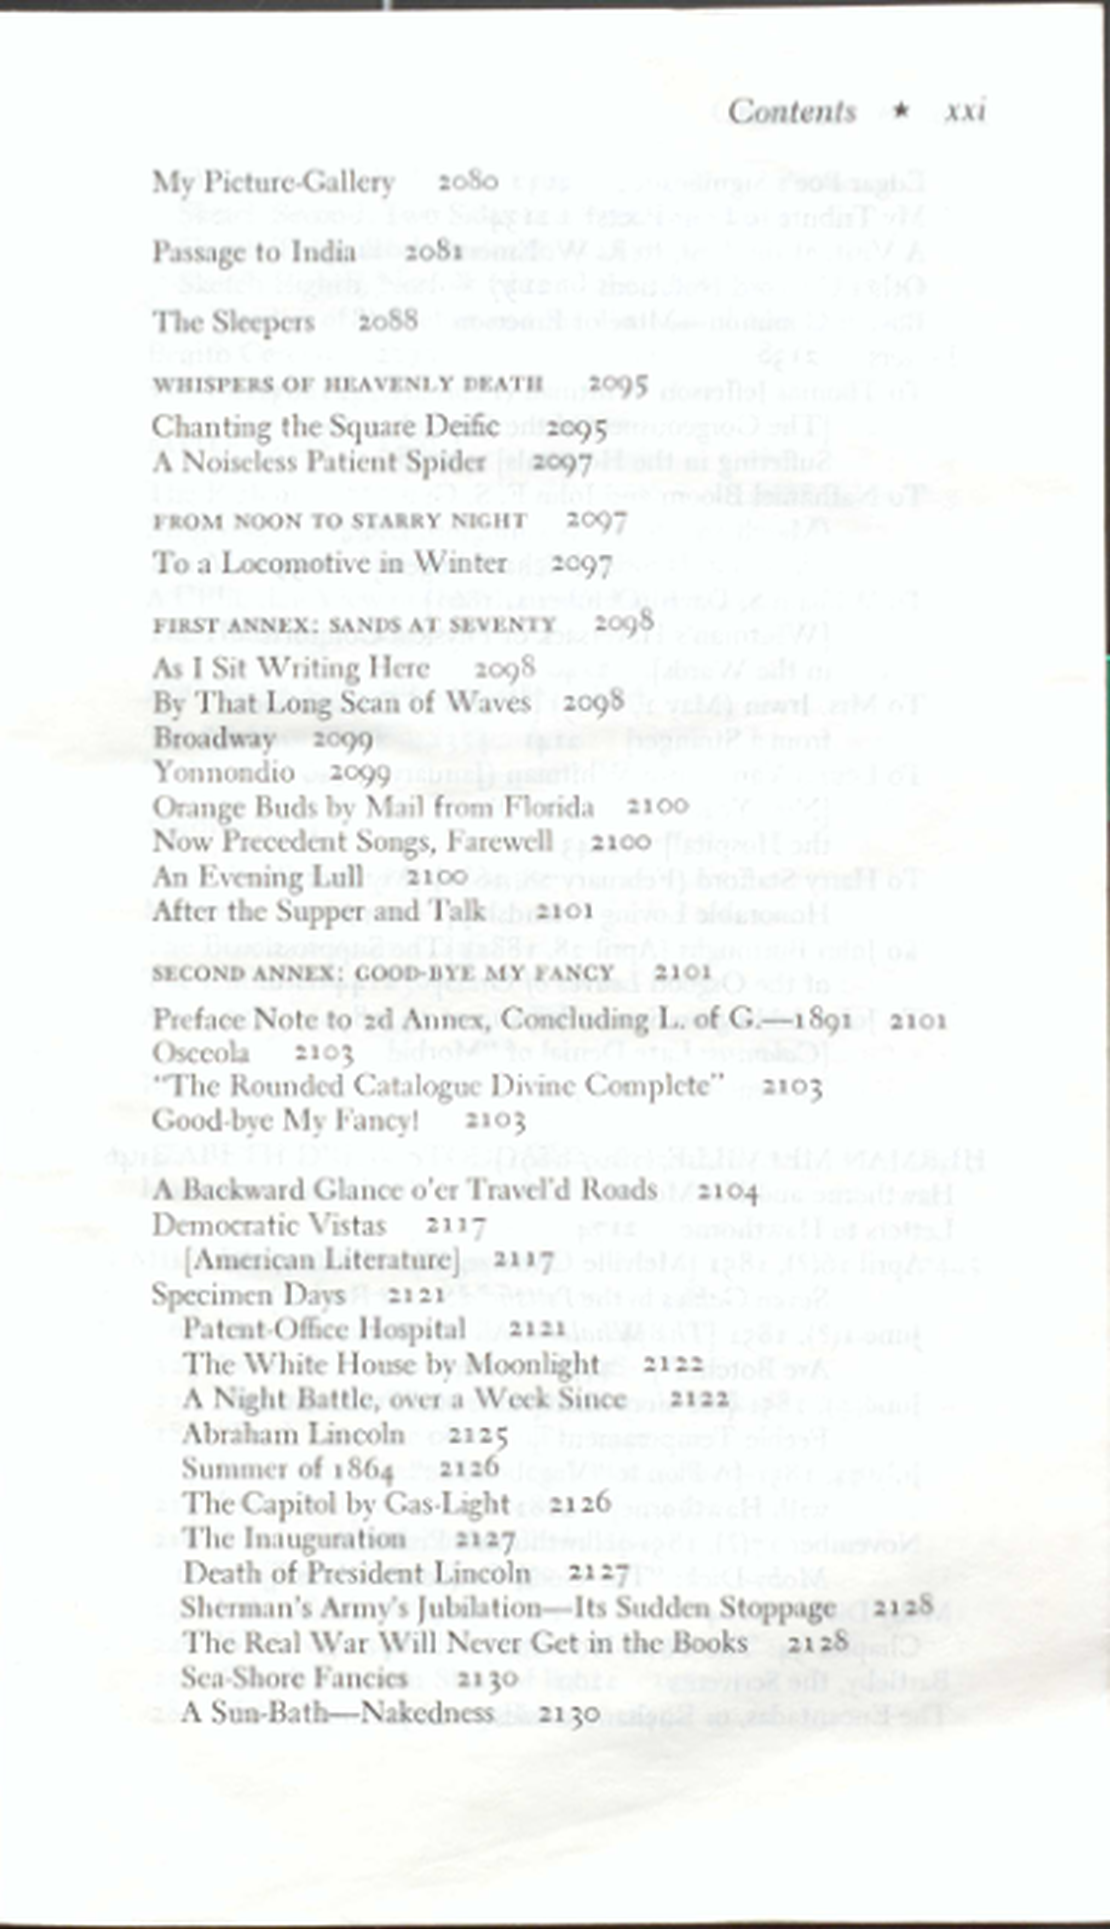 Contents ★ xxi
My Picture-Gallery 2080
Passage to India 2081
The Sleepers 2088
WHISPERS OF HEAVENLY DEATH 2095
Chanting the Square Deific 2095
A Noiseless Patient Spider 2097
FROM NOON TO STARRY NIGHT 2097
To a Locomotive in Winter 2097
FIRST ANNEX: SANDS AT SEVENTY 2098
As I Sit Writing Here 2098
By That Long Scan of Waves 2098
Broadway 2099
Yonnondio 2099
Orange Buds by Mail from Florida 2100
Now Precedent Songs, Farewell 2100
An Evening Lull 2100
After the Supper and Talk 2101
SECOND ANNEX: GOOD-BYE MY FANCY 2101
Preface Note to 2d Annex, Concluding L. of G.—1891 2101
Osceola 2103
"The Rounded Catalogue Divine Complete" 2103
Good-bye My Fancy! 2103
A Backward Glance o'er Travel'd Roads 2104
Democratic Vistas 2117
[American Literature] 2117
Specimen Days 2121
Patent-Office Hospital 2121
The White House by Moonlight 2122
A Night Battle, over a Week Since 2122
Abraham Lincoln 2125
Summer of 1864 2126
The Capitol by Gas-Light 2126
The Inauguration 2127
Death of President Lincoln 2127
Sherman's Army's Jubilation—Its Sudden Stoppage 2128
The Real War Will Never Get in the Books 2128
Sea-Shore Fancies 2130
A Sun-Bath—Nakedness 2130